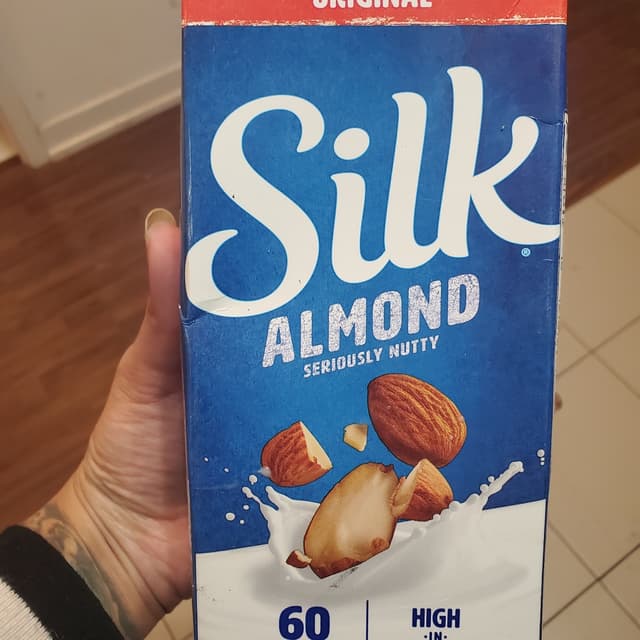 ORIGINAL
Silk
ALMOND
SERIOUSLY NUTTY
60
HIGH
·IN·